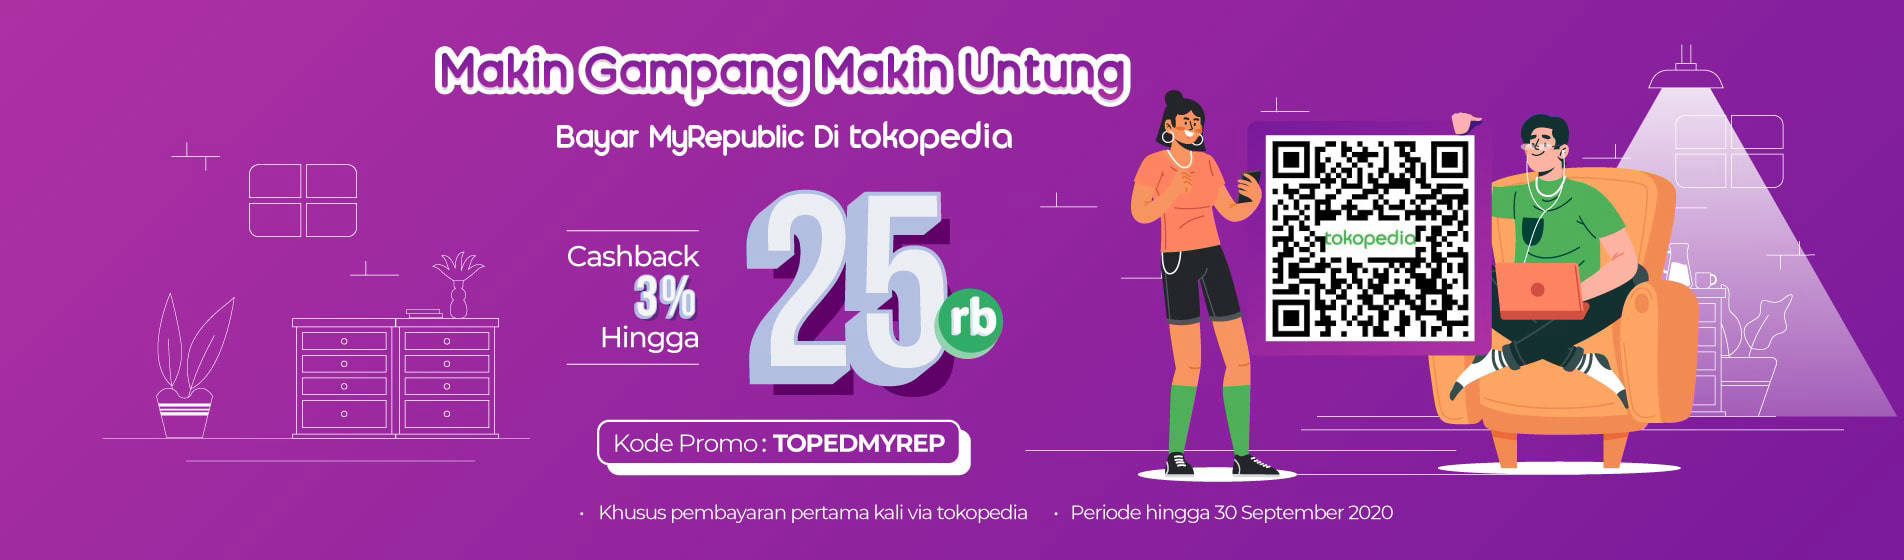 Makin Gampang Makin Untung
Bayar MyRepublic Di tokopedia
Cashback
3%
Hingga
25 rb
Kode Promo : TOPEDMYREP
• Khusus pembayaran pertama kali via tokopedia • Periode hingga 30 September 2020
tokopedia